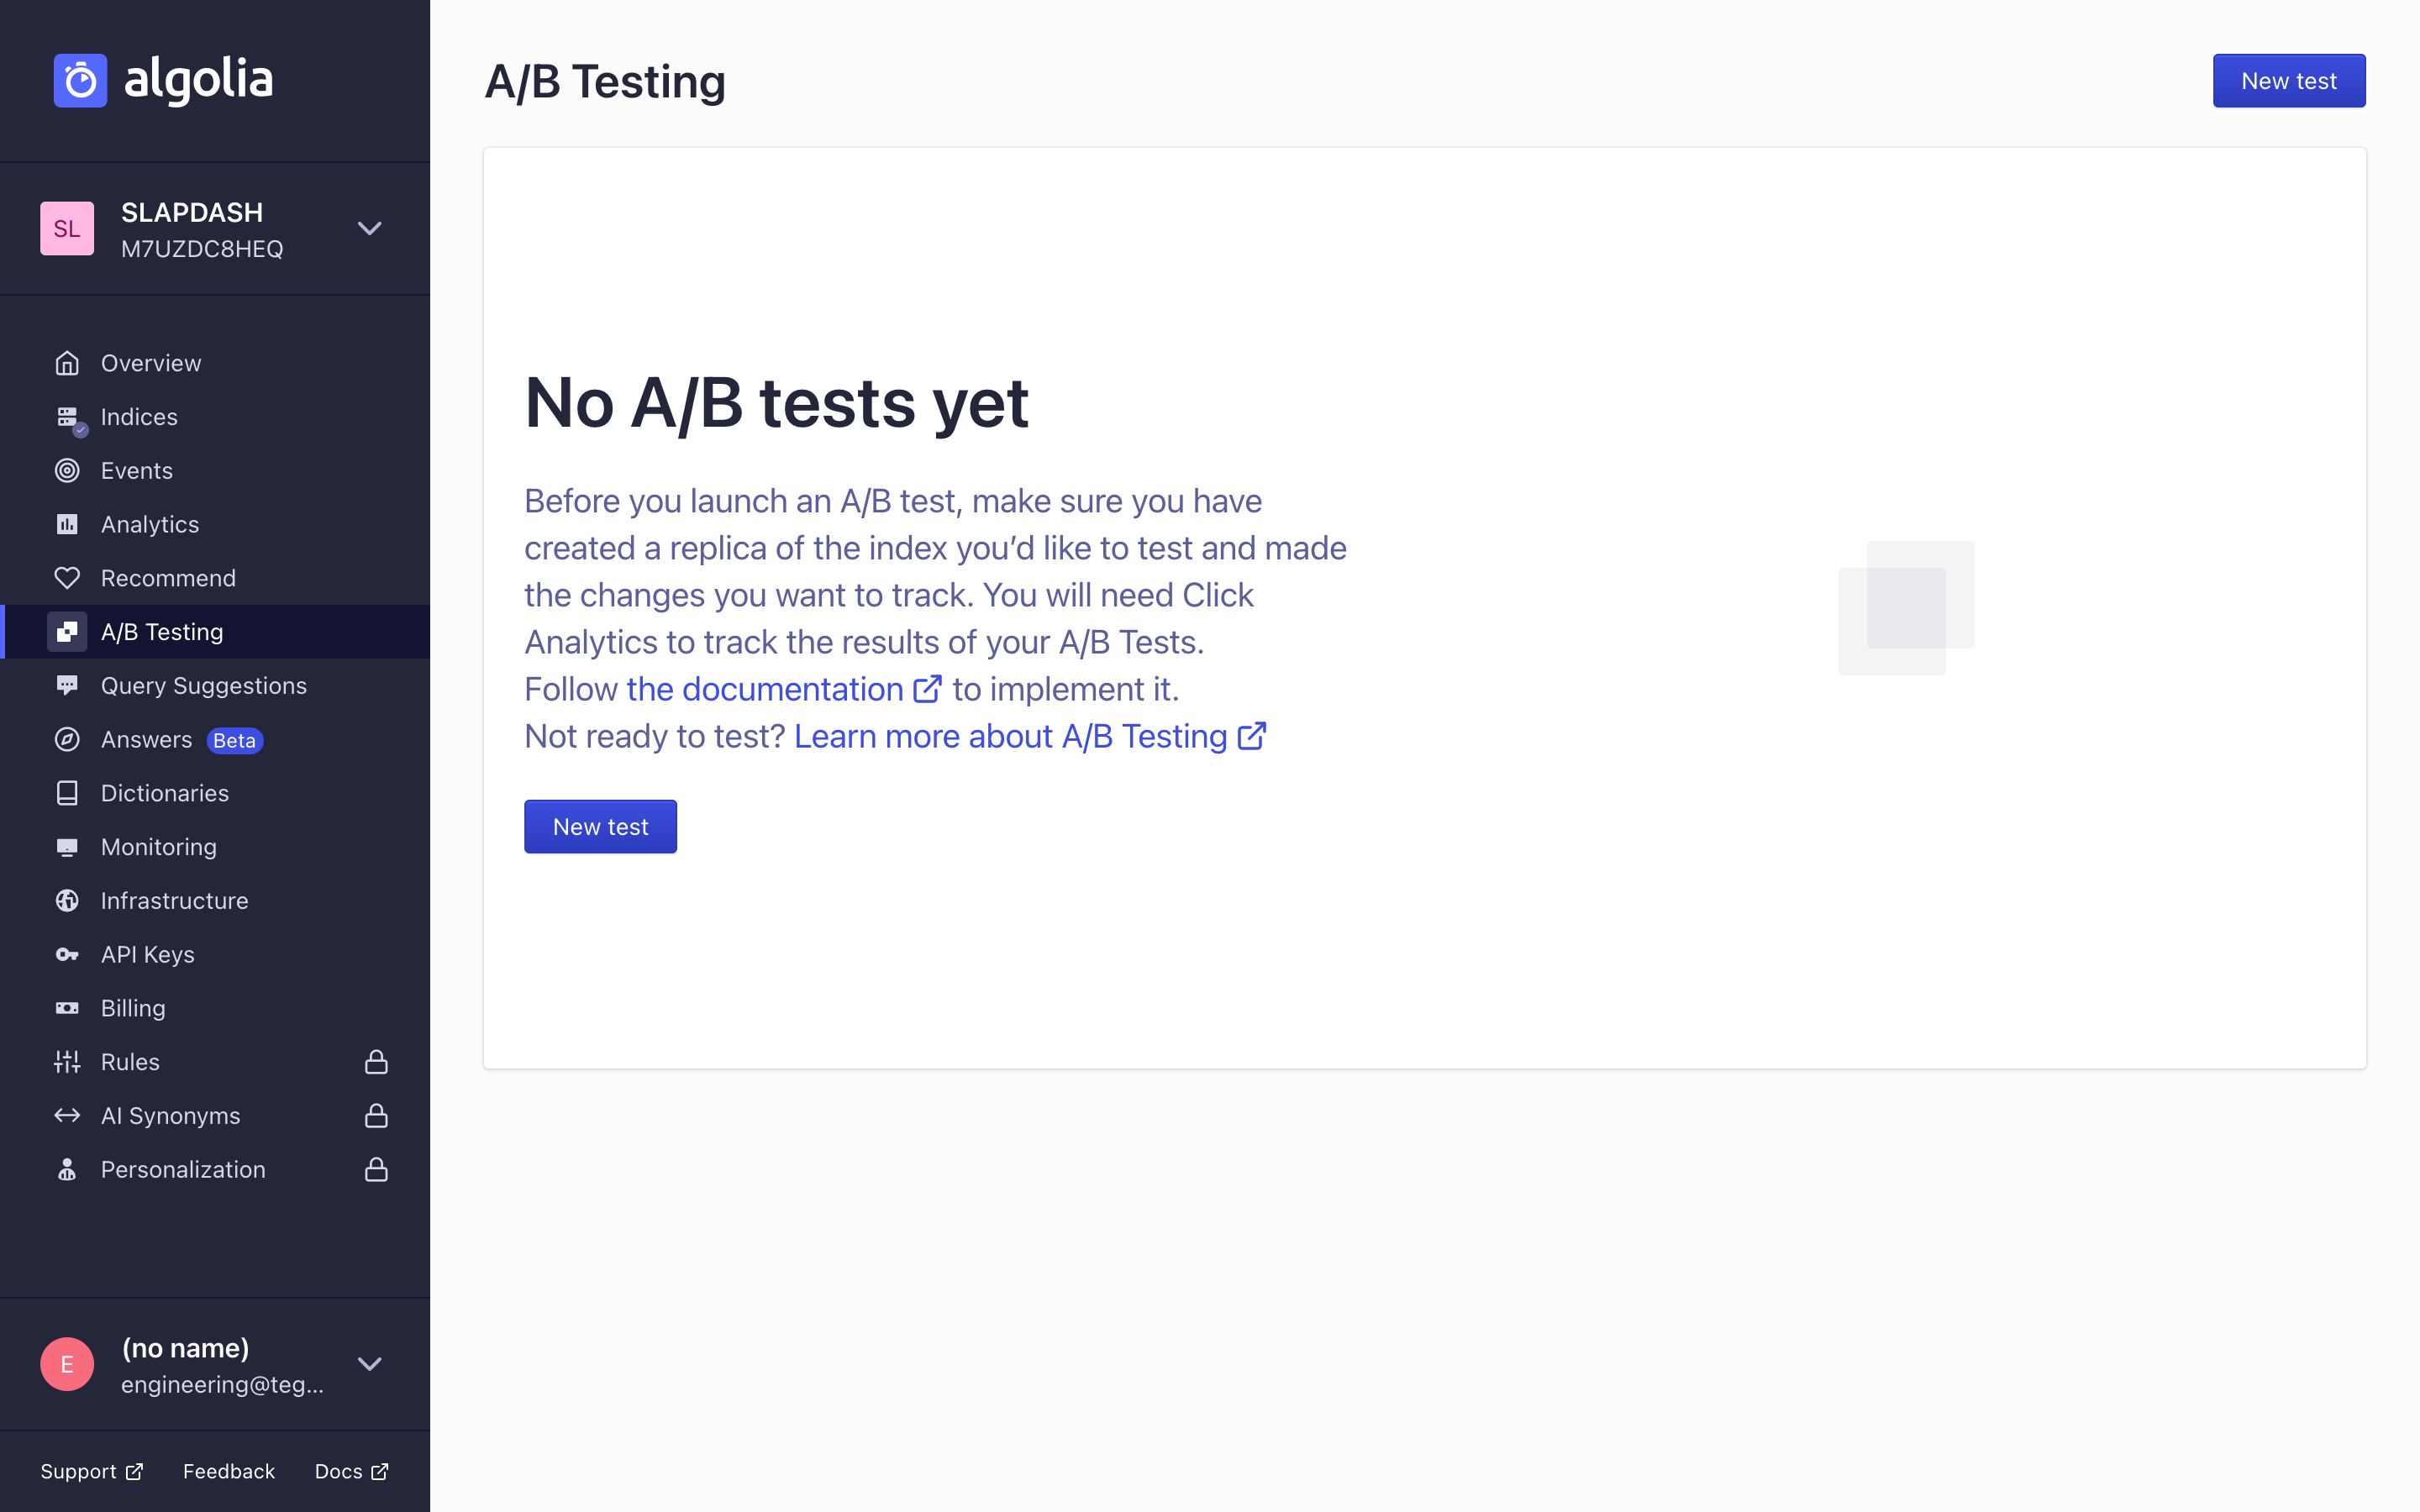 algolia
SL
SLAPDASH
M7UZDC8HEQ
Overview
Indices
Events
Analytics
Recommend
A/B Testing
Query Suggestions
Answers Beta
Dictionaries
Monitoring
Infrastructure
API Keys
Billing
Rules
AI Synonyms
Personalization
E
(no name)
engineering@teg...
Support
Feedback
Docs
A/B Testing
New test
No A/B tests yet
Before you launch an A/B test, make sure you have
created a replica of the index you’d like to test and made
the changes you want to track. You will need Click
Analytics to track the results of your A/B Tests.
Follow the documentation to implement it.
Not ready to test? Learn more about A/B Testing
New test